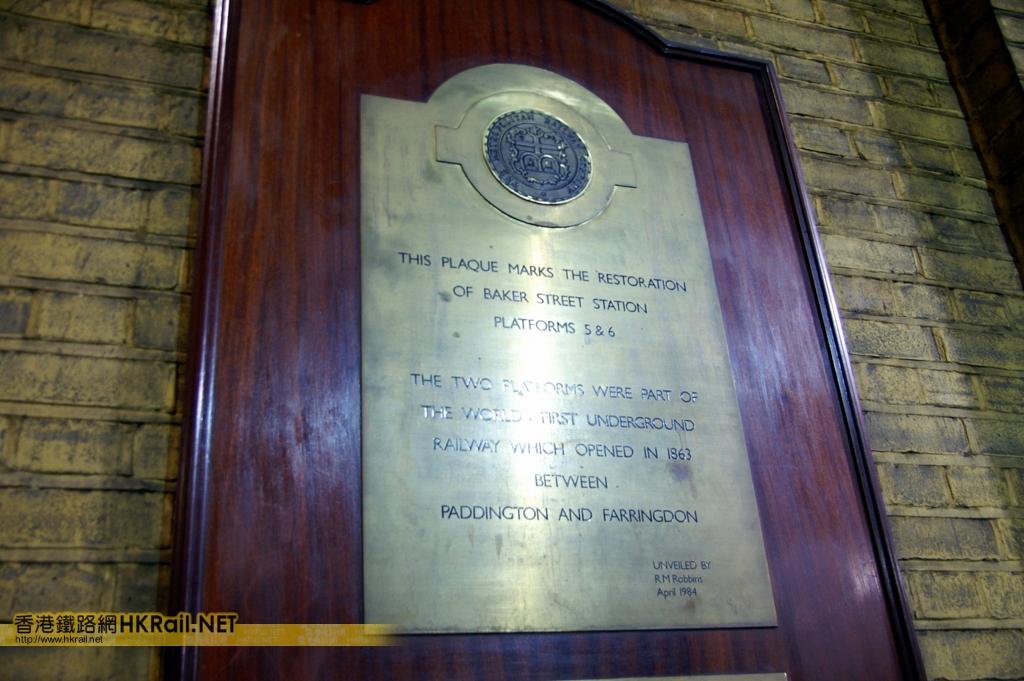 THIS PLAQUE MARKS THE RESTORATION
OF BAKER STREET STATION
PLATFORMS 5 & 6
THE TWO PLATFORMS WERE PART OF
THE WORLDS FIRST UNDERGROUND
RAILWAY WHICH OPENED IN 1863
BETWEEN
PADDINGTON AND FARRINGDON
UNVEILED BY
R M Robbins
April 1984
香港鐵路網HKRail.NET
http://www.hkrail.net